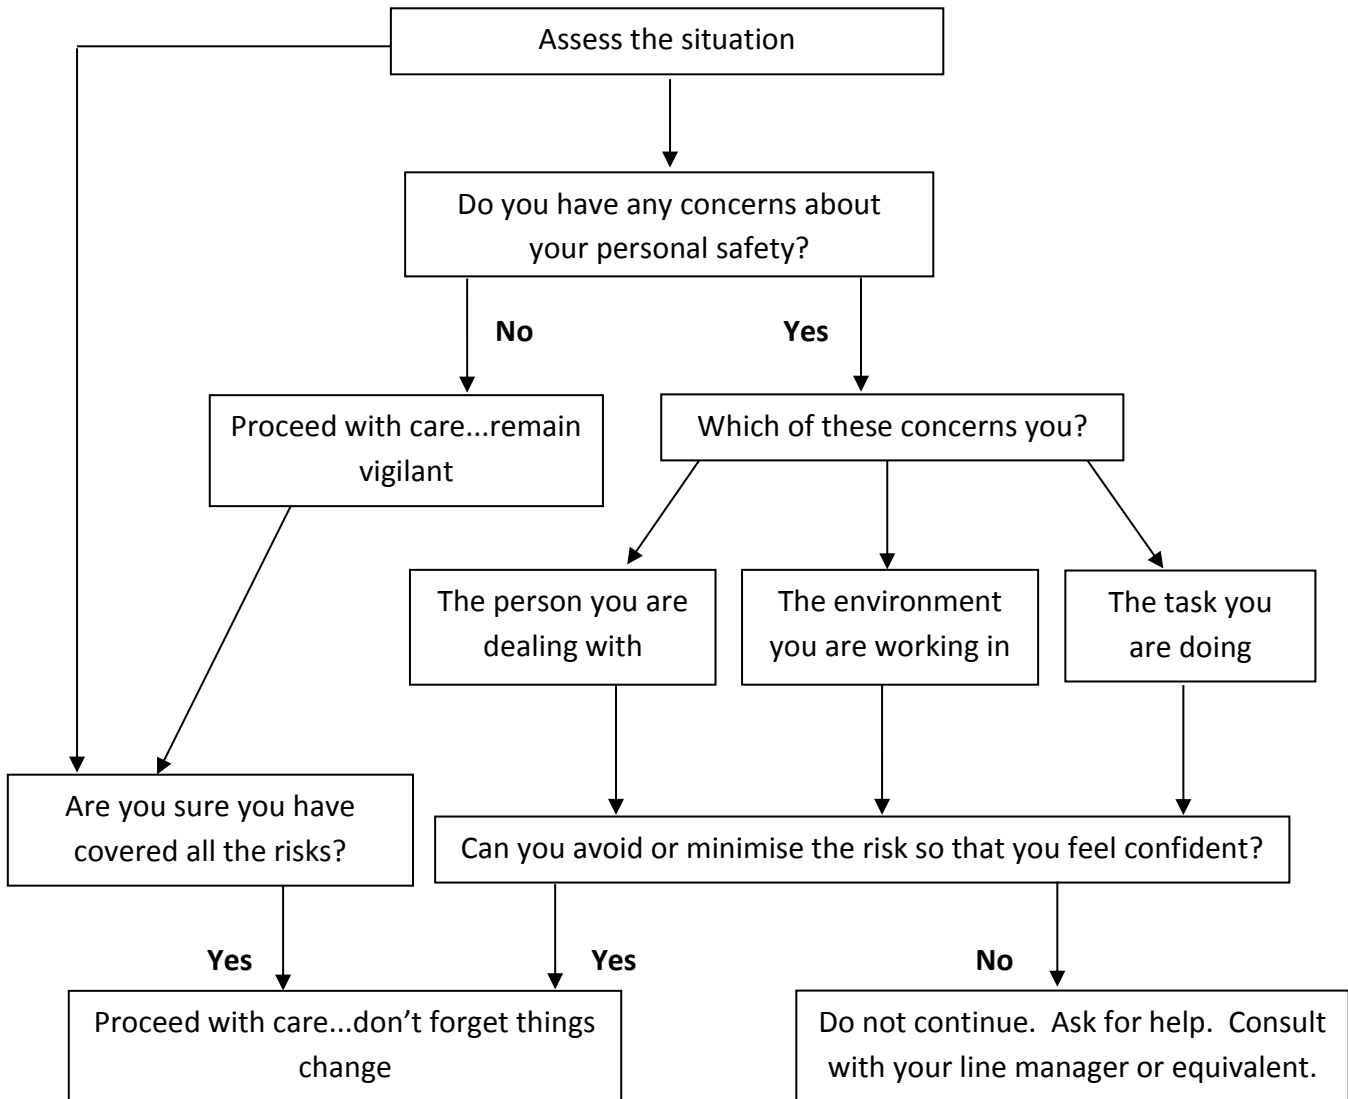 Assess the situation
Do you have any concerns about
your personal safety?
No
Yes
Proceed with care...remain
vigilant
Which of these concerns you?
The person you are
dealing with
The environment
you are working in
The task you
are doing
Are you sure you have
covered all the risks?
Can you avoid or minimise the risk so that you feel confident?
Yes
Yes
No
Proceed with care...don’t forget things
change
Do not continue.  Ask for help.  Consult
with your line manager or equivalent.